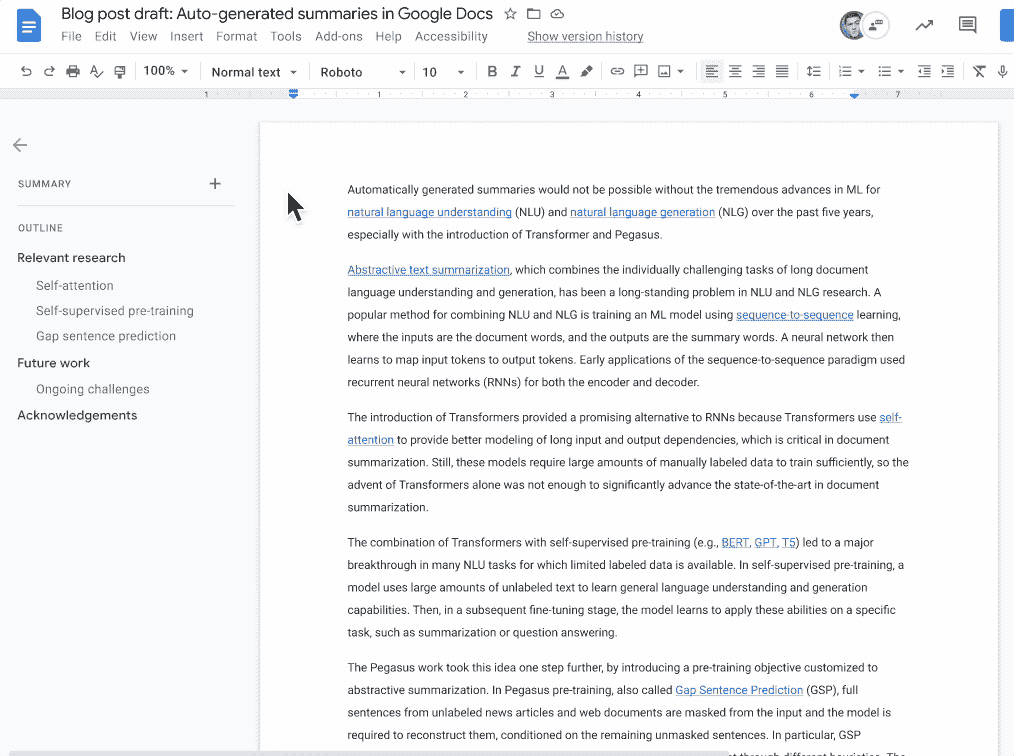 Blog post draft: Auto-generated summaries in Google Docs
File Edit View Insert Format Tools Add-ons Help Accessibility Show version history
100% Normal text Roboto 10 B I U A
1 1 2 3 4 5 6 7
SUMMARY
OUTLINE
Relevant research
Self-attention
Self-supervised pre-training
Gap sentence prediction
Future work
Ongoing challenges
Acknowledgements
Automatically generated summaries would not be possible without the tremendous advances in ML for
natural language understanding (NLU) and natural language generation (NLG) over the past five years,
especially with the introduction of Transformer and Pegasus.
Abstractive text summarization, which combines the individually challenging tasks of long document
language understanding and generation, has been a long-standing problem in NLU and NLG research. A
popular method for combining NLU and NLG is training an ML model using sequence-to-sequence learning,
where the inputs are the document words, and the outputs are the summary words. A neural network then
learns to map input tokens to output tokens. Early applications of the sequence-to-sequence paradigm used
recurrent neural networks (RNNs) for both the encoder and decoder.
The introduction of Transformers provided a promising alternative to RNNs because Transformers use self-
attention to provide better modeling of long input and output dependencies, which is critical in document
summarization. Still, these models require large amounts of manually labeled data to train sufficiently, so the
advent of Transformers alone was not enough to significantly advance the state-of-the-art in document
summarization.
The combination of Transformers with self-supervised pre-training (e.g., BERT, GPT, T5) led to a major
breakthrough in many NLU tasks for which limited labeled data is available. In self-supervised pre-training, a
model uses large amounts of unlabeled text to learn general language understanding and generation
capabilities. Then, in a subsequent fine-tuning stage, the model learns to apply these abilities on a specific
task, such as summarization or question answering.
The Pegasus work took this idea one step further, by introducing a pre-training objective customized to
abstractive summarization. In Pegasus pre-training, also called Gap Sentence Prediction (GSP), full
sentences from unlabeled news articles and web documents are masked from the input and the model is
required to reconstruct them, conditioned on the remaining unmasked sentences. In particular, GSP